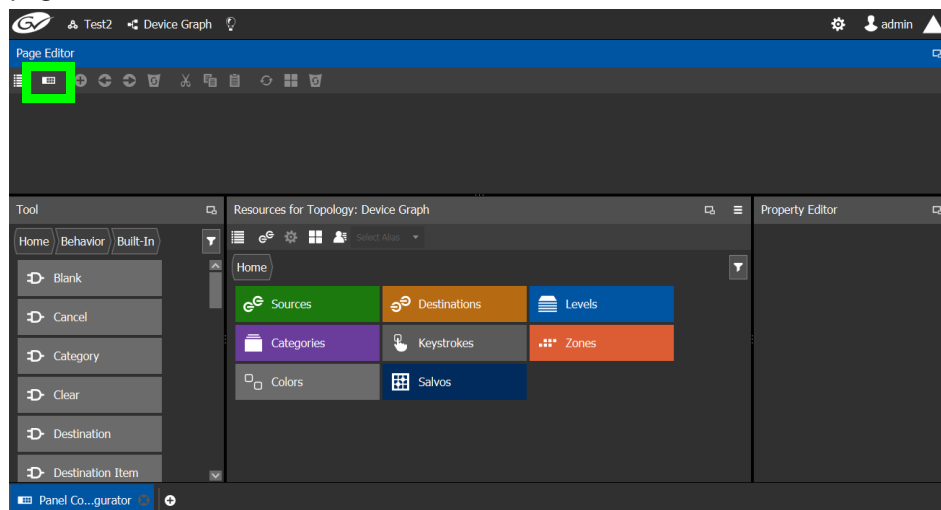 GV Test2 Device Graph admin
Page Editor
Tool
Resources for Topology: Device Graph
Property Editor
Home Behavior Built-In
Select Alias
Home
Blank
Cancel
Category
Clear
Destination
Destination Item
Sources Destinations Levels
Categories Keystrokes Zones
Colors Salvos
Panel Co...gurator